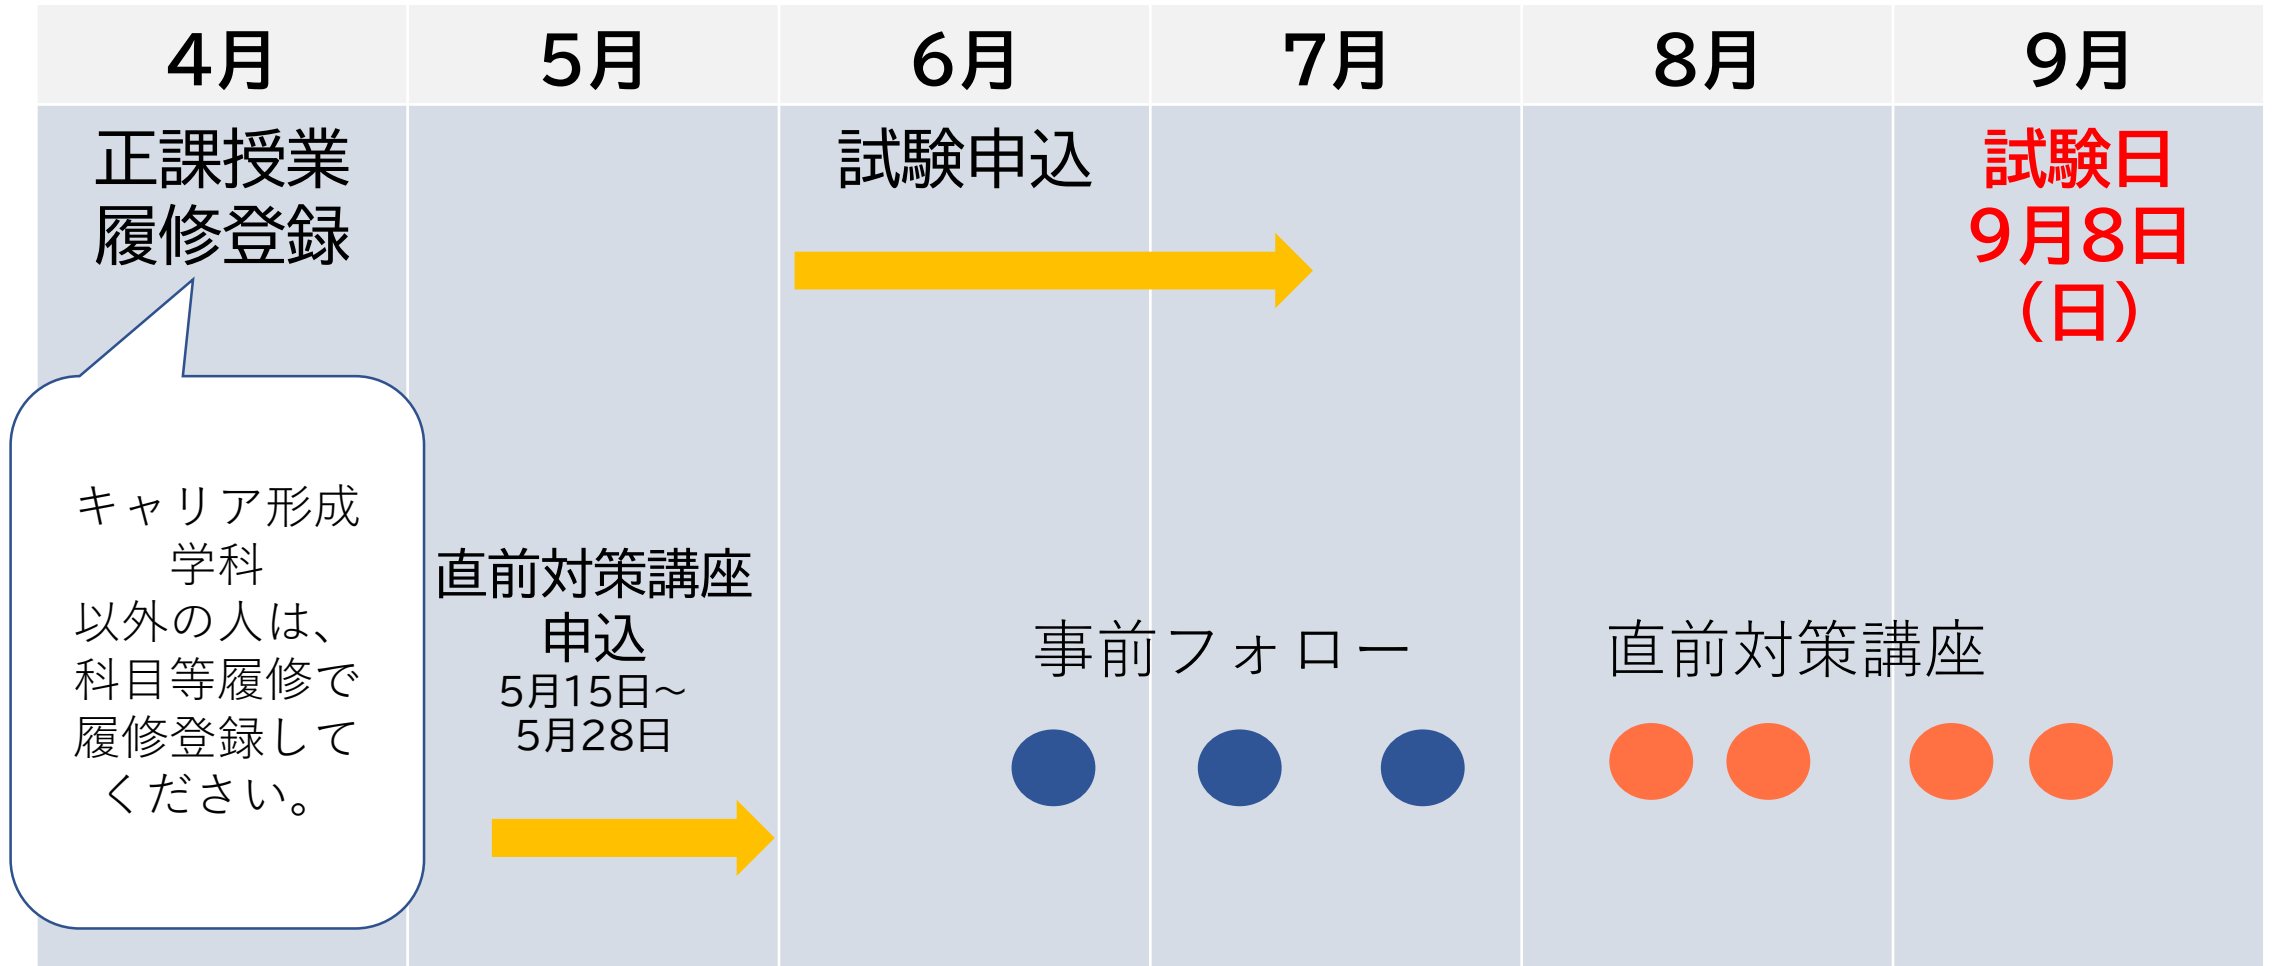 4月
5月
6月
7月
8月
9月
正課授業
履修登録
試験申込
試験日
9月8日
(日)
キャリア形成
学科
以外の人は、
科目等履修で
履修登録して
ください。
直前対策講座
申込
5月15日～
5月28日
事前フォロー
直前対策講座